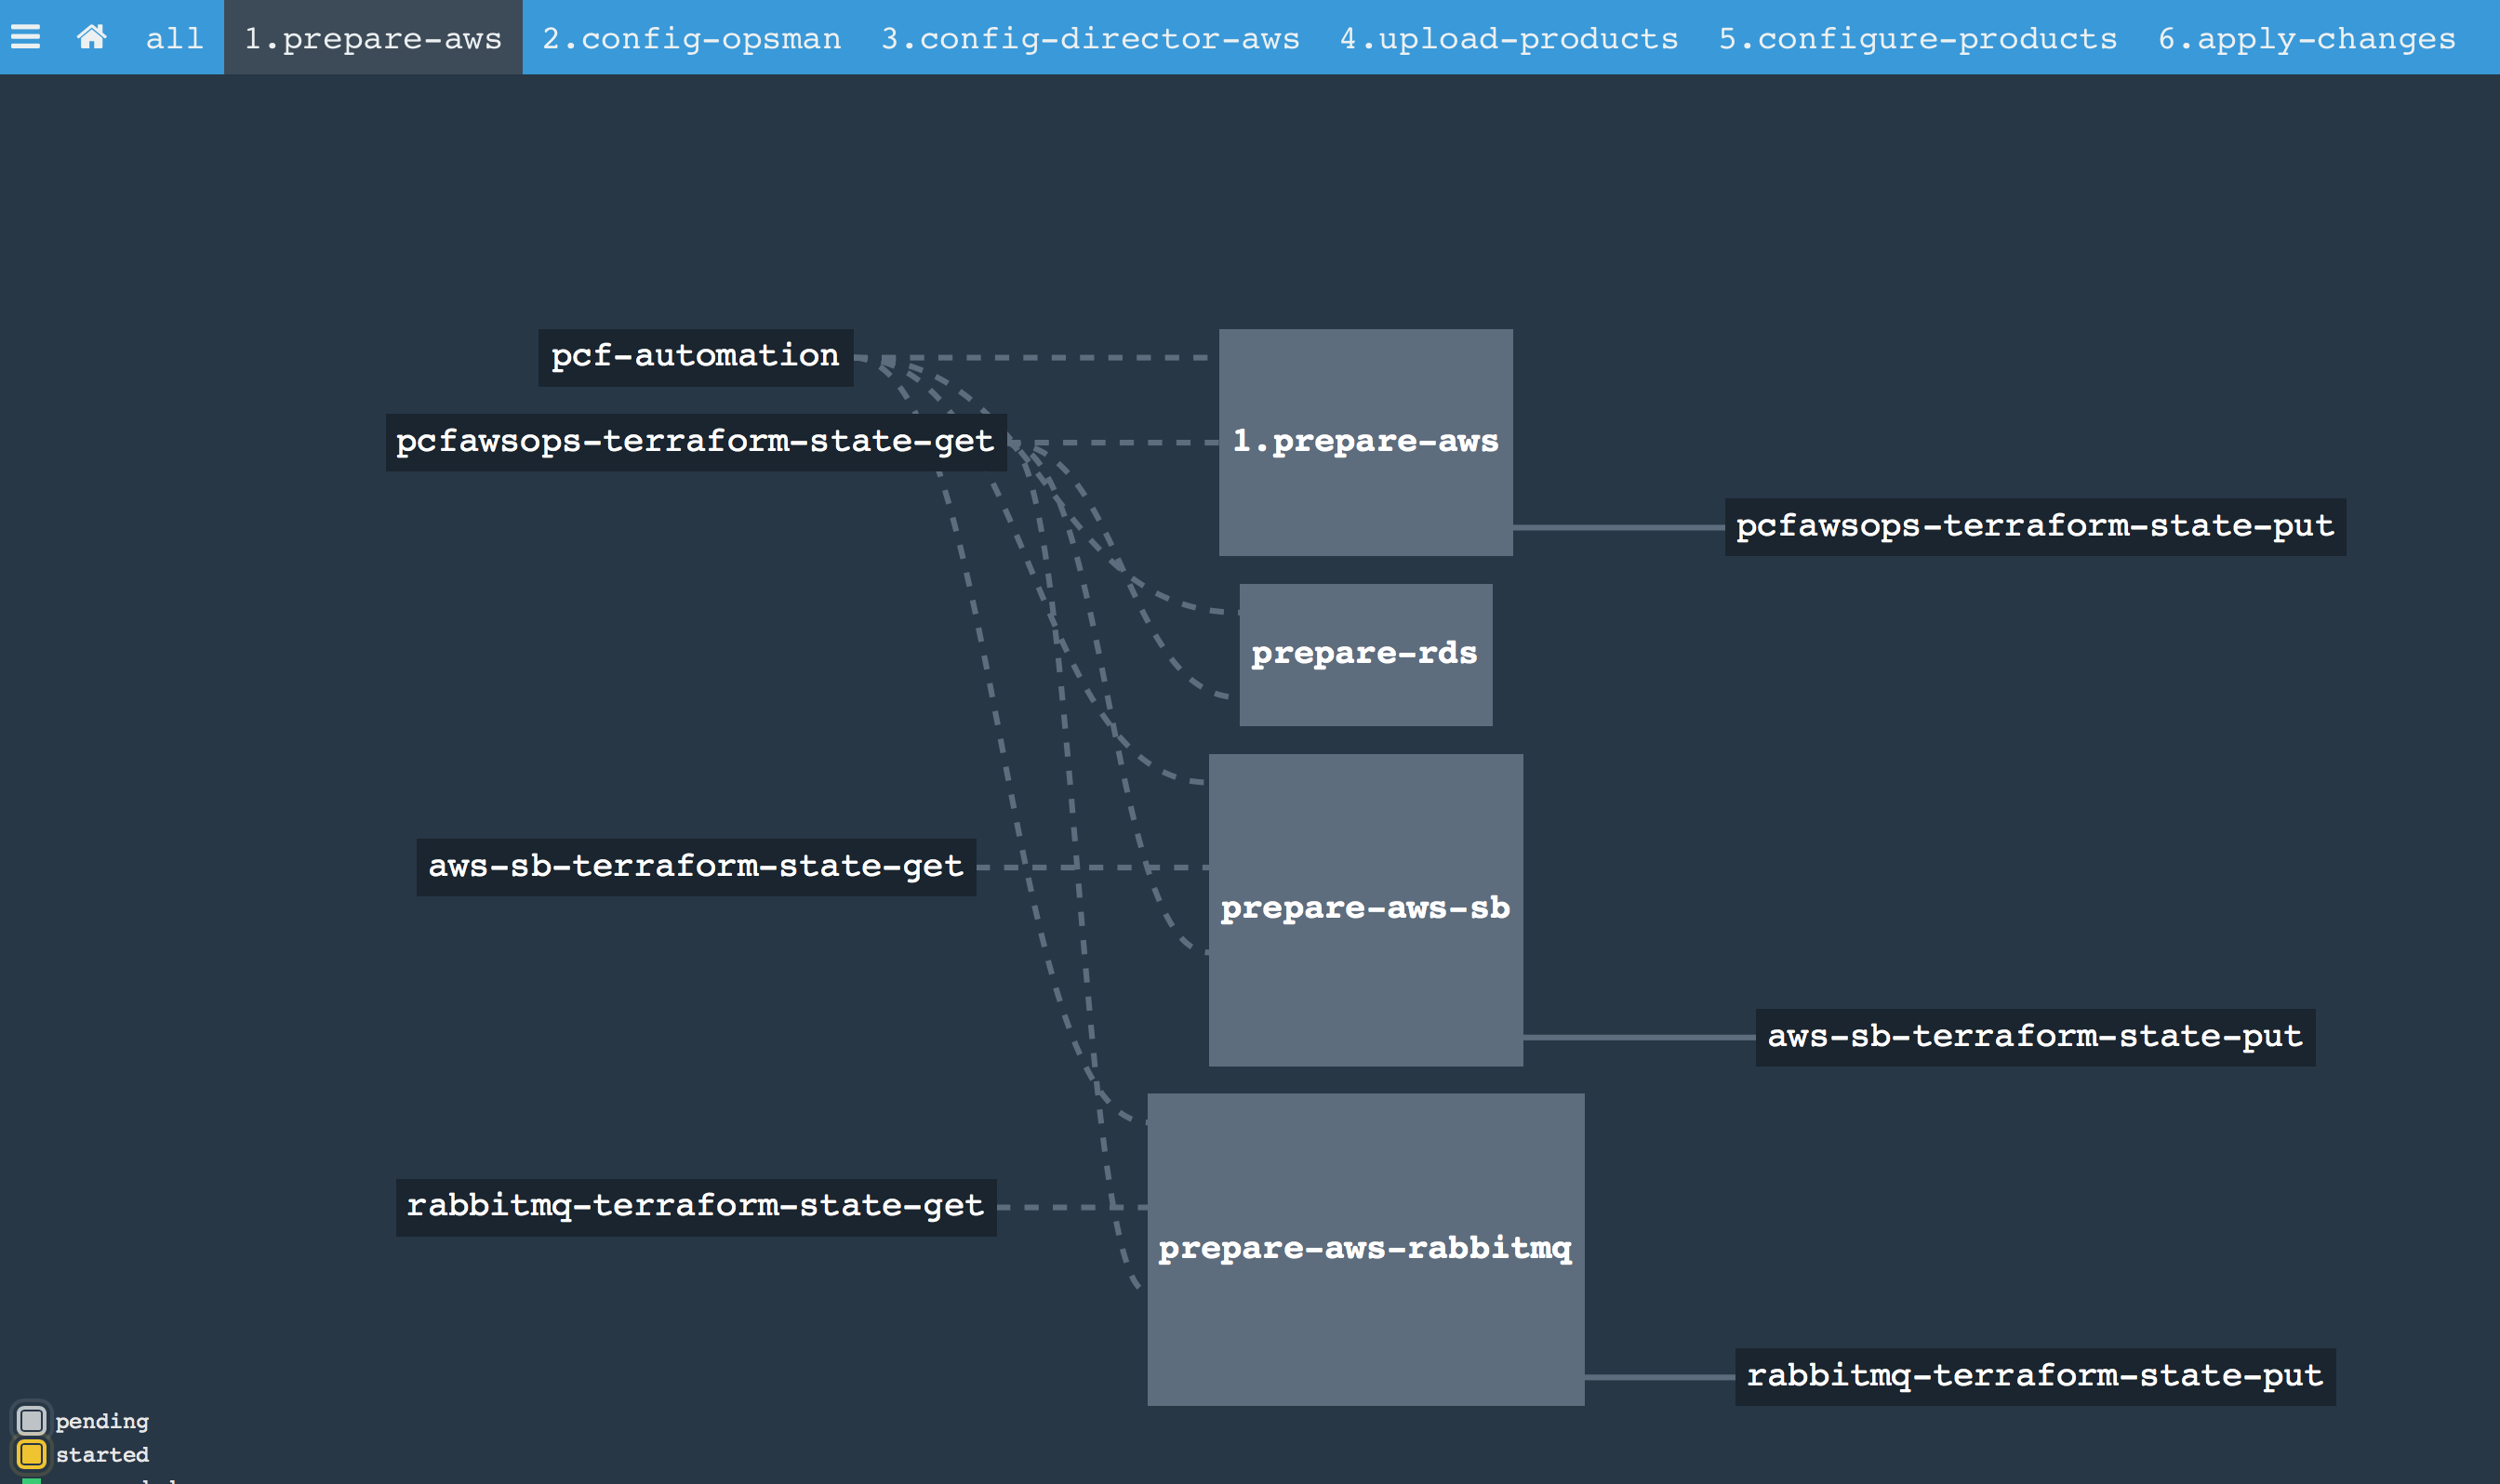 all 1.prepare-aws 2.config-opsman 3.config-director-aws 4.upload-products 5.configure-products 6.apply-changes
pcf-automation
pcfawsops-terraform-state-get
1.prepare-aws
pcfawsops-terraform-state-put
prepare-rds
aws-sb-terraform-state-get
prepare-aws-sb
aws-sb-terraform-state-put
rabbitmq-terraform-state-get
prepare-aws-rabbitmq
rabbitmq-terraform-state-put
pending
started